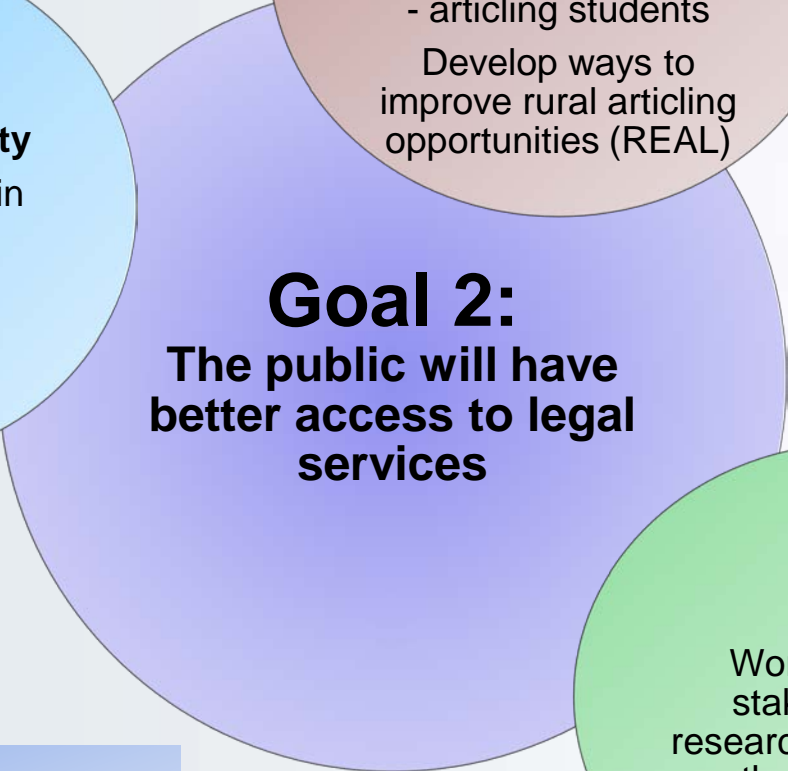 - articling students
Develop ways to
improve rural articling
opportunities (REAL)
in
Goal 2:
The public will have
better access to legal
services